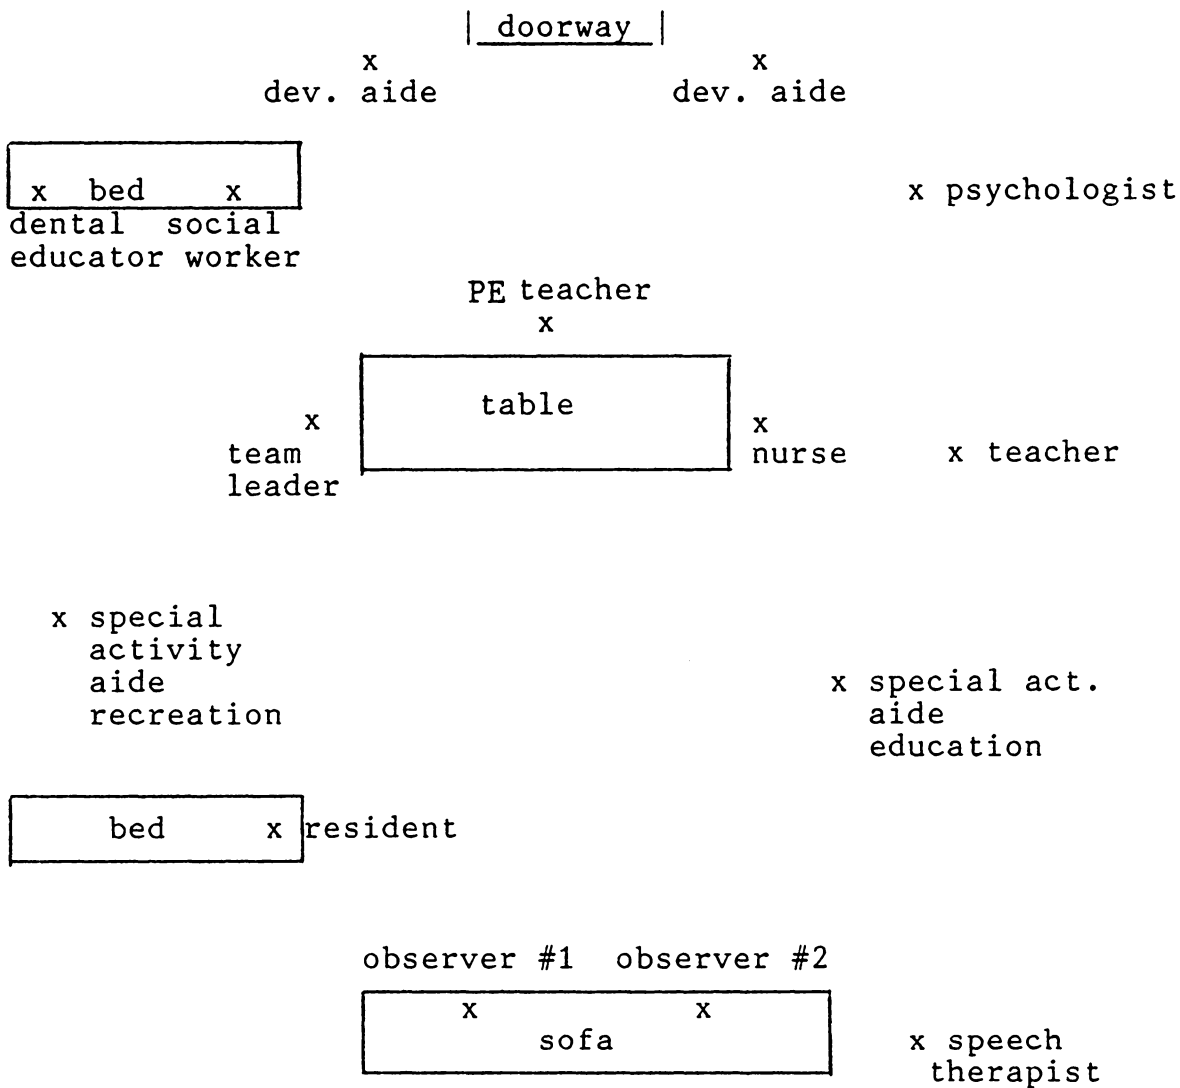 | doorway |
x x
dev. aide dev. aide
x bed x
dental social
educator worker
x psychologist
PE teacher
x
table
x
team
leader
x
nurse
x teacher
x special
activity
aide
recreation
x special act.
aide
education
bed x resident
observer #1 observer #2
x x
sofa
x speech
therapist